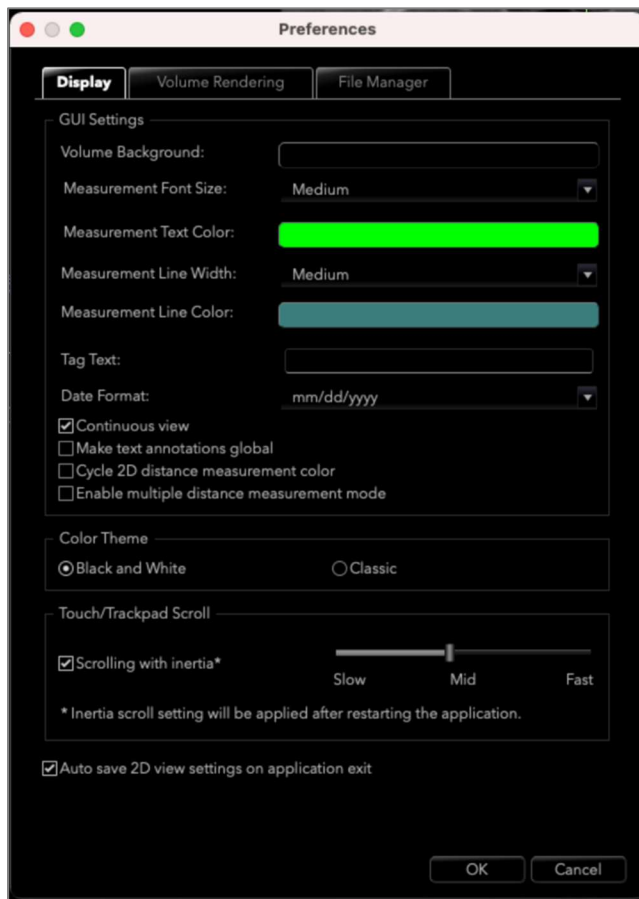 Preferences
Display Volume Rendering File Manager
GUI Settings
Volume Background:
Measurement Font Size: Medium
Measurement Text Color:
Measurement Line Width: Medium
Measurement Line Color:
Tag Text:
Date Format: mm/dd/yyyy
Continuous view
Make text annotations global
Cycle 2D distance measurement color
Enable multiple distance measurement mode
Color Theme
Black and White Classic
Touch/Trackpad Scroll
Scrolling with inertia*
Slow Mid Fast
* Inertia scroll setting will be applied after restarting the application.
Auto save 2D view settings on application exit
OK Cancel